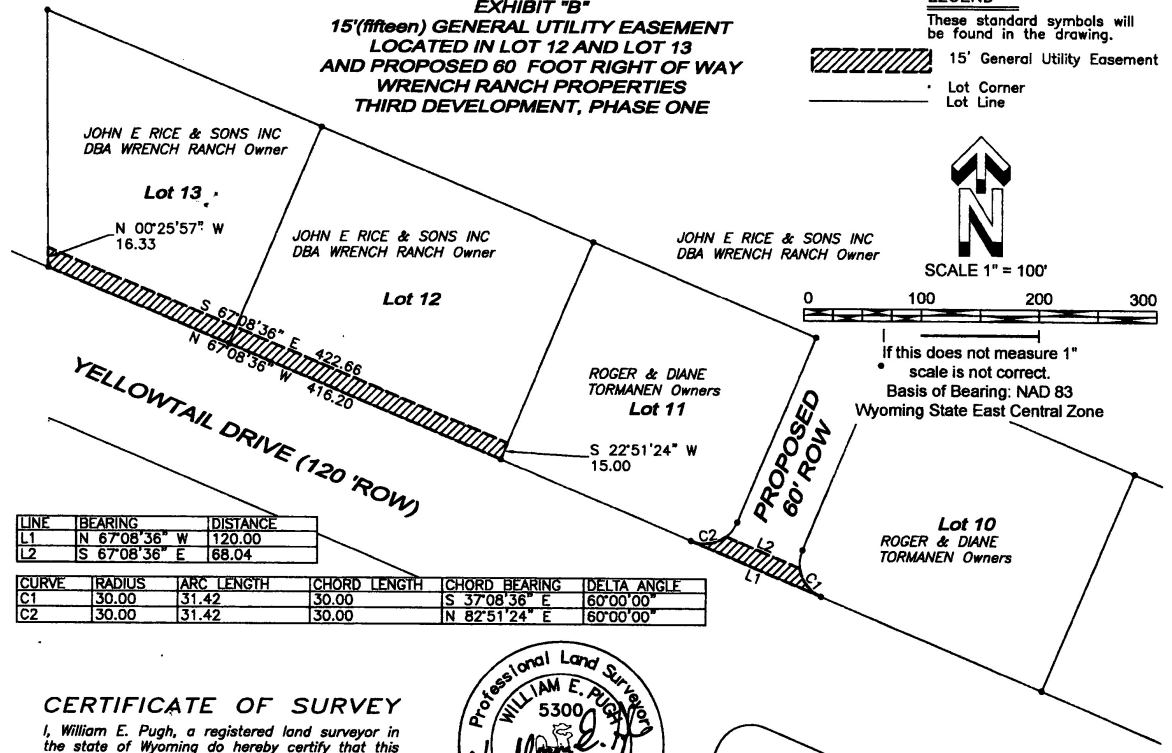 EXHIBIT "B"
15'(fifteen) GENERAL UTILITY EASEMENT
LOCATED IN LOT 12 AND LOT 13
AND PROPOSED 60 FOOT RIGHT OF WAY
WRENCH RANCH PROPERTIES
THIRD DEVELOPMENT, PHASE ONE
LEGEND
These standard symbols will
be found in the drawing.
15' General Utility Easement
Lot Corner
Lot Line
N
SCALE 1" = 100'
0 100 200 300
If this does not measure 1"
scale is not correct.
Basis of Bearing: NAD 83
Wyoming State East Central Zone
JOHN E RICE & SONS INC
DBA WRENCH RANCH Owner
Lot 13
N 00°25'57" W
16.33
JOHN E RICE & SONS INC
DBA WRENCH RANCH Owner
Lot 12
JOHN E RICE & SONS INC
DBA WRENCH RANCH Owner
S 67°08'36" E 422.66
N 67°08'36" W 416.20
YELLOWTAIL DRIVE (120 'ROW)
ROGER & DIANE
TORMANEN Owners
Lot 11
S 22°51'24" W
15.00
PROPOSED
60' ROW
C2
L2
L1
C1
Lot 10
ROGER & DIANE
TORMANEN Owners
LINE BEARING DISTANCE
L1 N 67°08'36" W 120.00
L2 S 67°08'36" E 68.04
CURVE RADIUS ARC LENGTH CHORD LENGTH CHORD BEARING DELTA ANGLE
C1 30.00 31.42 30.00 S 37°08'36" E 60°00'00"
C2 30.00 31.42 30.00 N 82°51'24" E 60°00'00"
CERTIFICATE OF SURVEY
I, William E. Pugh, a registered land surveyor in
the state of Wyoming do hereby certify that this
Professional Land Surveyor
WILLIAM E. PUGH
5300